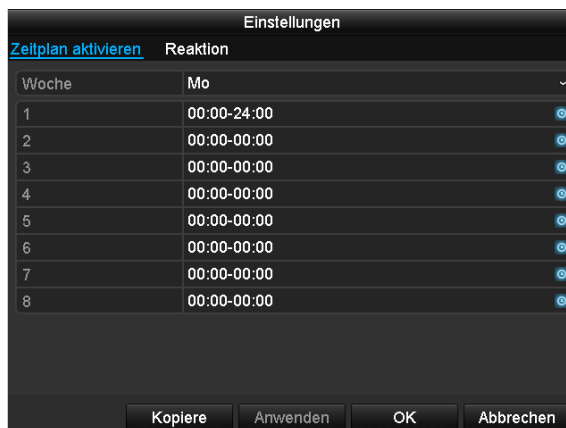 Einstellungen
Zeitplan aktivieren Reaktion
Woche Mo
1 00:00-24:00
2 00:00-00:00
3 00:00-00:00
4 00:00-00:00
5 00:00-00:00
6 00:00-00:00
7 00:00-00:00
8 00:00-00:00
Kopiere Anwenden OK Abbrechen